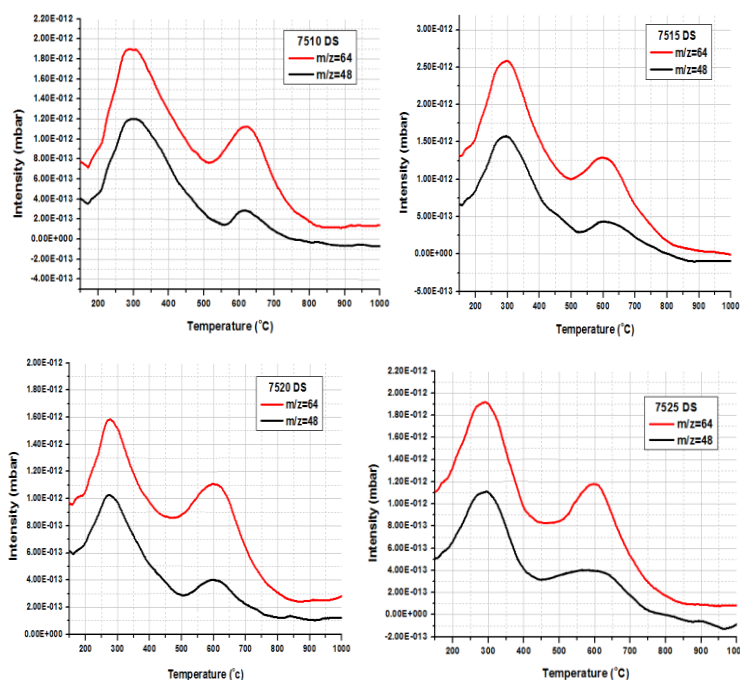 7510 DS
m/z=64
m/z=48
2.20E-012
2.00E-012
1.80E-012
1.60E-012
1.40E-012
1.20E-012
1.00E-012
8.00E-013
6.00E-013
4.00E-013
2.00E-013
0.00E+000
-2.00E-013
-4.00E-013
Intensity (mbar)
200 300 400 500 600 700 800 900 1000
Temperature (°C)
7515 DS
m/z=64
m/z=48
3.00E-012
2.50E-012
2.00E-012
1.50E-012
1.00E-012
5.00E-013
0.00E+000
-5.00E-013
Intensity (mbar)
200 300 400 500 600 700 800 900 1000
Temperature (°C)
7520 DS
m/z=64
m/z=48
2.00E-012
1.80E-012
1.60E-012
1.40E-012
1.20E-012
1.00E-012
8.00E-013
6.00E-013
4.00E-013
2.00E-013
0.00E+000
Intensity (mbar)
200 300 400 500 600 700 800 900 1000
Temperature (°c)
7525 DS
m/z=64
m/z=48
2.20E-012
2.00E-012
1.80E-012
1.60E-012
1.40E-012
1.20E-012
1.00E-012
8.00E-013
6.00E-013
4.00E-013
2.00E-013
0.00E+000
-2.00E-013
Intensity (mbar)
200 300 400 500 600 700 800 900 1000
Temperature (°C)